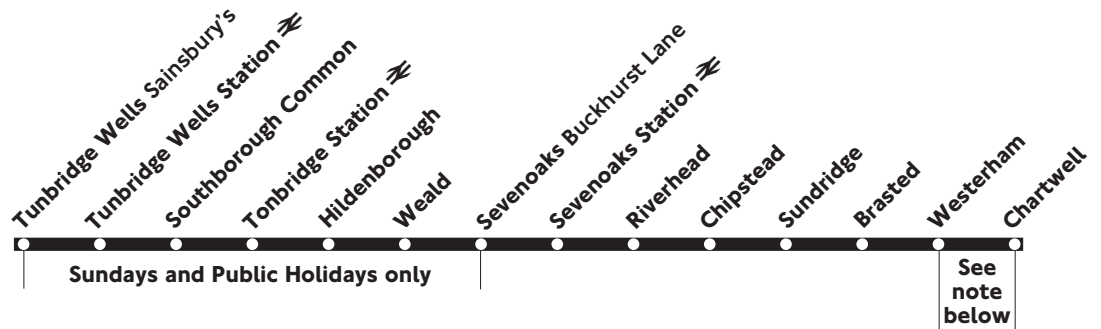 Tunbridge Wells Sainsbury's
Tunbridge Wells Station
Southborough Common
Tonbridge Station
Hildenborough
Weald
Sevenoaks Buckhurst Lane
Sevenoaks Station
Riverhead
Chipstead
Sundridge
Brasted
Westerham
Chartwell
Sundays and Public Holidays only
See
note
below